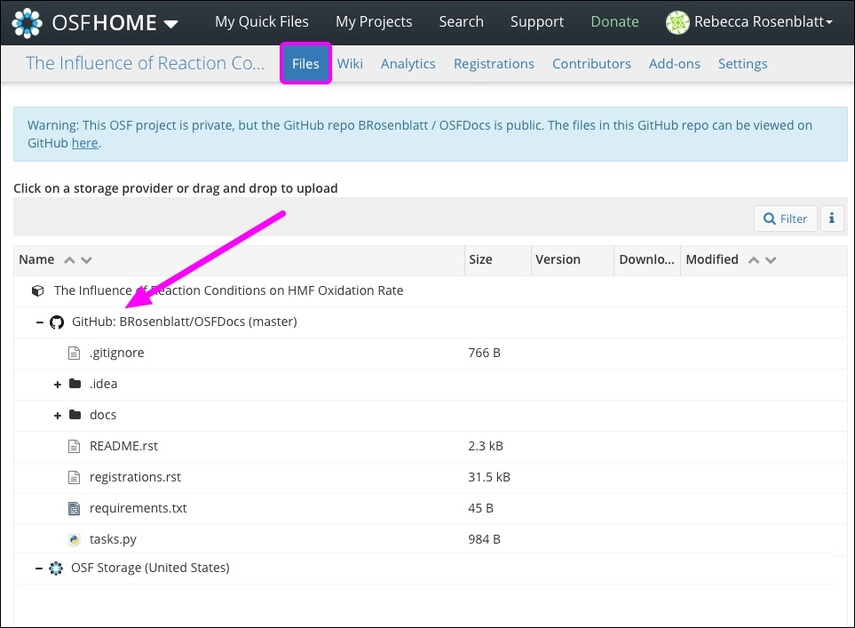 OSFHOME My Quick Files My Projects Search Support Donate Rebecca Rosenblatt
The Influence of Reaction Co... Files Wiki Analytics Registrations Contributors Add-ons Settings
Warning: This OSF project is private, but the GitHub repo BRosenblatt / OSFDocs is public. The files in this GitHub repo can be viewed on
GitHub here.
Click on a storage provider or drag and drop to upload
Filter
Name Size Version Downlo... Modified
The Influence of Reaction Conditions on HMF Oxidation Rate
GitHub: BRosenblatt/OSFDocs (master)
.gitignore 766 B
.idea
docs
README.rst 2.3 kB
registrations.rst 31.5 kB
requirements.txt 45 B
tasks.py 984 B
OSF Storage (United States)